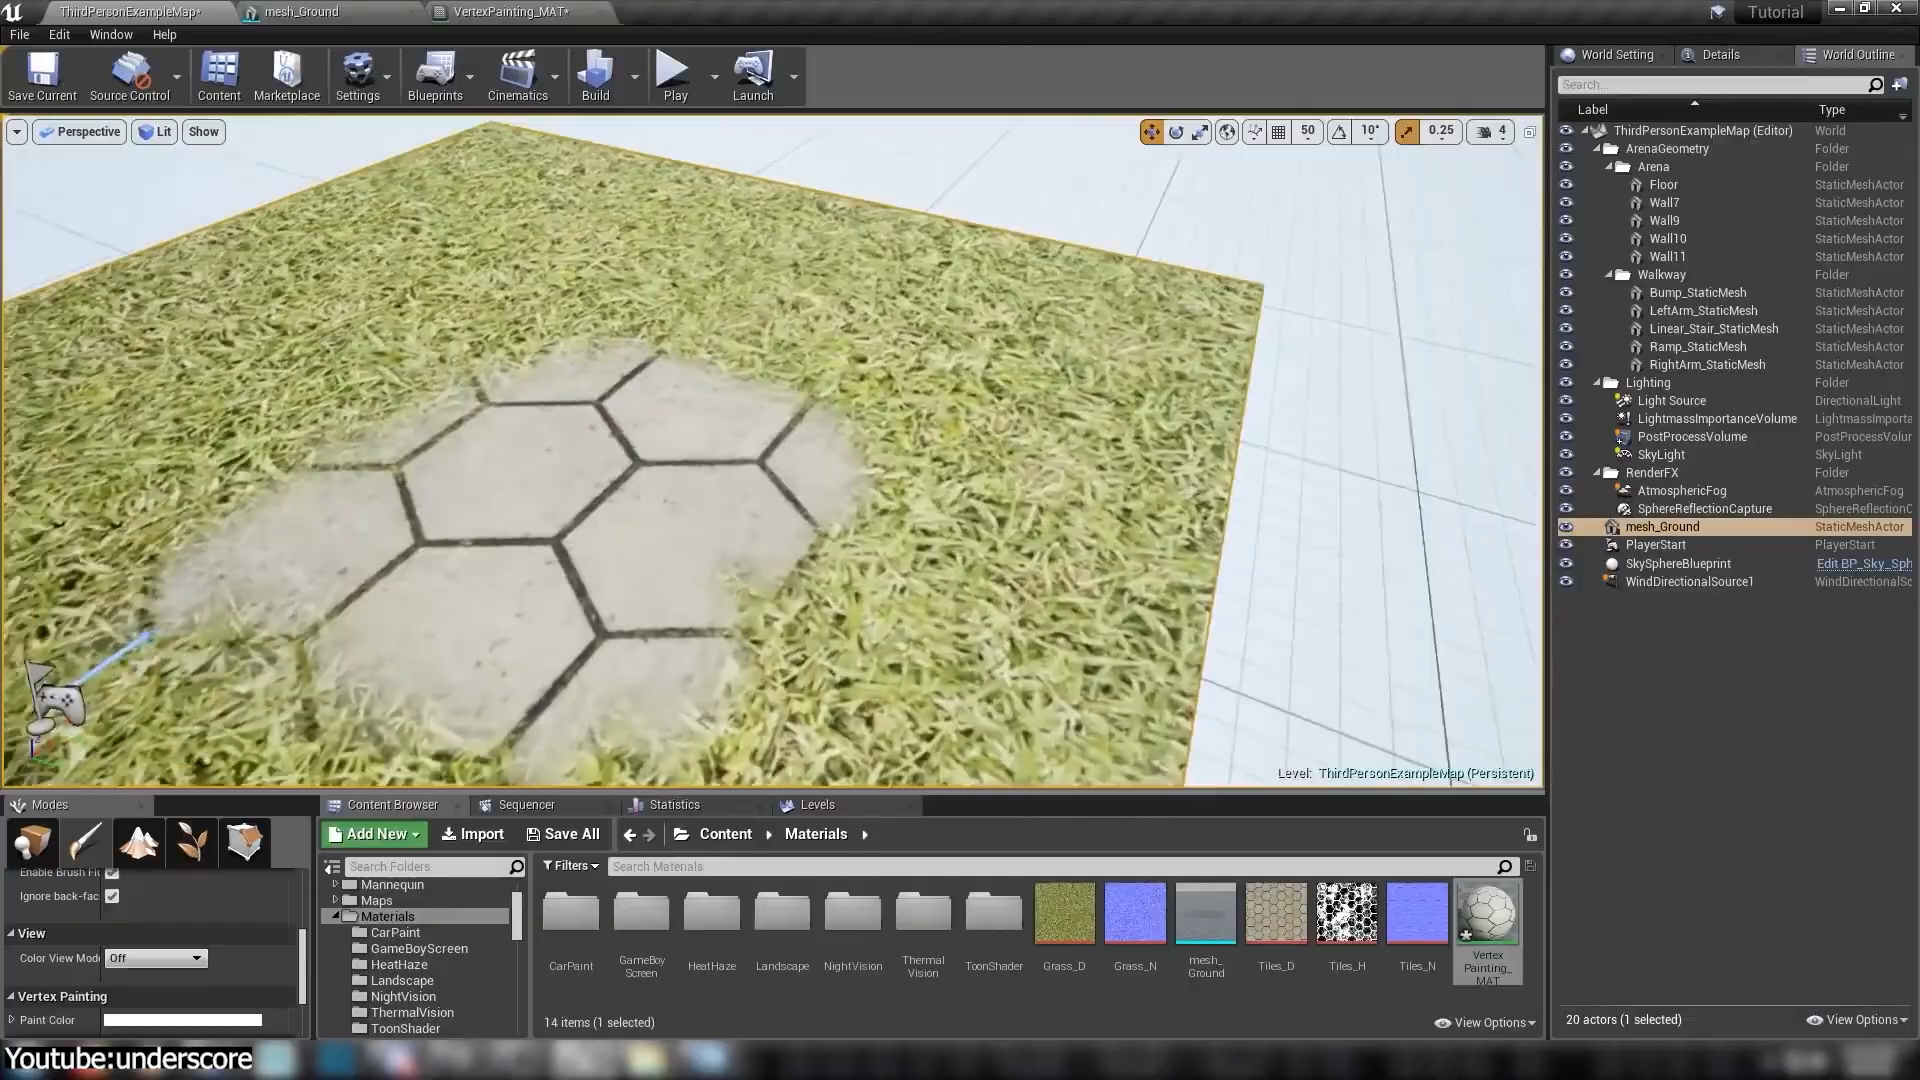 ThirdPersonExampleMap*
mesh_Ground
VertexPainting_MAT*
Tutorial
File Edit Window Help
Save Current
Source Control
Content
Marketplace
Settings
Blueprints
Cinematics
Build
Play
Launch
Perspective
Lit
Show
50
10°
0.25
4
Level: ThirdPersonExampleMap (Persistent)
World Setting
Details
World Outline
Search...
Label Type
ThirdPersonExampleMap (Editor) World
ArenaGeometry Folder
Arena Folder
Floor StaticMeshActor
Wall7 StaticMeshActor
Wall9 StaticMeshActor
Wall10 StaticMeshActor
Wall11 StaticMeshActor
Walkway Folder
Bump_StaticMesh StaticMeshActor
LeftArm_StaticMesh StaticMeshActor
Linear_Stair_StaticMesh StaticMeshActor
Ramp_StaticMesh StaticMeshActor
RightArm_StaticMesh StaticMeshActor
Lighting Folder
Light Source DirectionalLight
LightmassImportanceVolume LightmassImporta
PostProcessVolume PostProcessVolur
SkyLight SkyLight
RenderFX Folder
AtmosphericFog AtmosphericFog
SphereReflectionCapture SphereReflectionC
mesh_Ground StaticMeshActor
PlayerStart PlayerStart
SkySphereBlueprint Edit BP_Sky_Sph
WindDirectionalSource1 WindDirectionalSc
20 actors (1 selected)
View Options
Modes
Enable Brush Flo
Ignore back-fac
View
Color View Mode
Off
Vertex Painting
Paint Color
Content Browser
Sequencer
Statistics
Levels
Add New
Import
Save All
Content
Materials
Search Folders
Mannequin
Maps
Materials
CarPaint
GameBoyScreen
HeatHaze
Landscape
NightVision
ThermalVision
ToonShader
Filters
Search Materials
CarPaint
GameBoy
Screen
HeatHaze
Landscape
NightVision
Thermal
Vision
ToonShader
Grass_D
Grass_N
mesh_
Ground
Tiles_D
Tiles_H
Tiles_N
Vertex
Painting_
MAT
14 items (1 selected)
View Options
Youtube:underscore